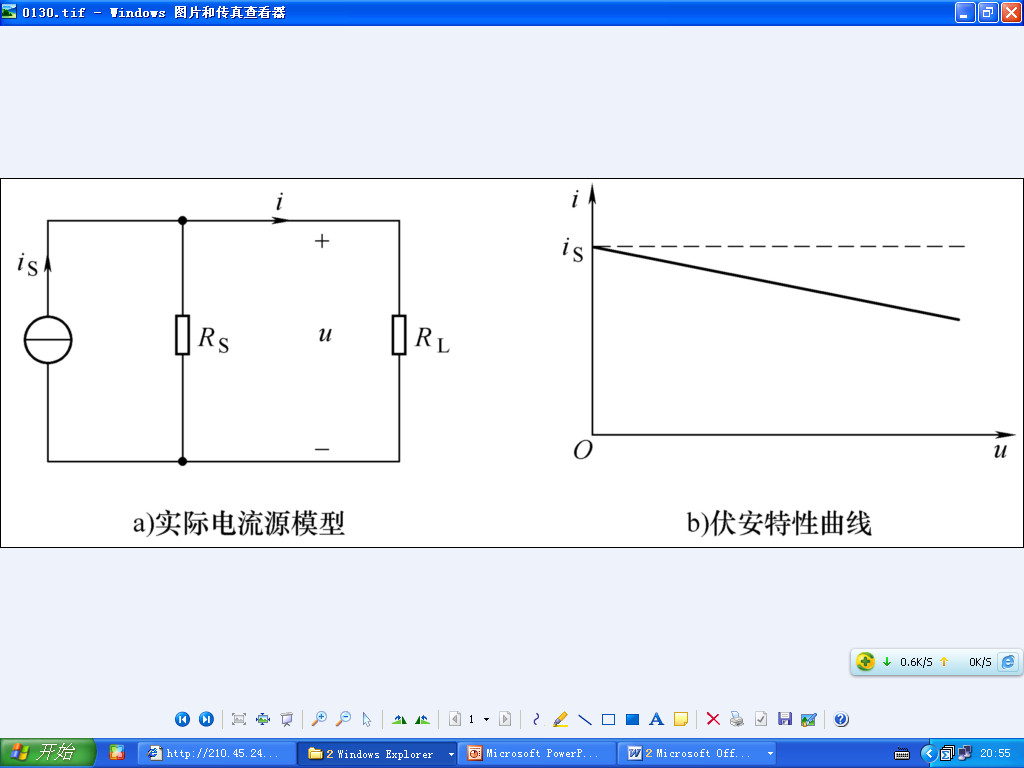 0130.tif - Windows 图片和传真查看器
i
+
iS
RS
u
RL
−
i
iS
O
u
a)实际电流源模型
b)伏安特性曲线
0.6K/S
0K/S
1
开始
http://210.45.24...
2 Windows Explorer
Microsoft PowerP...
2 Microsoft Off...
20:55